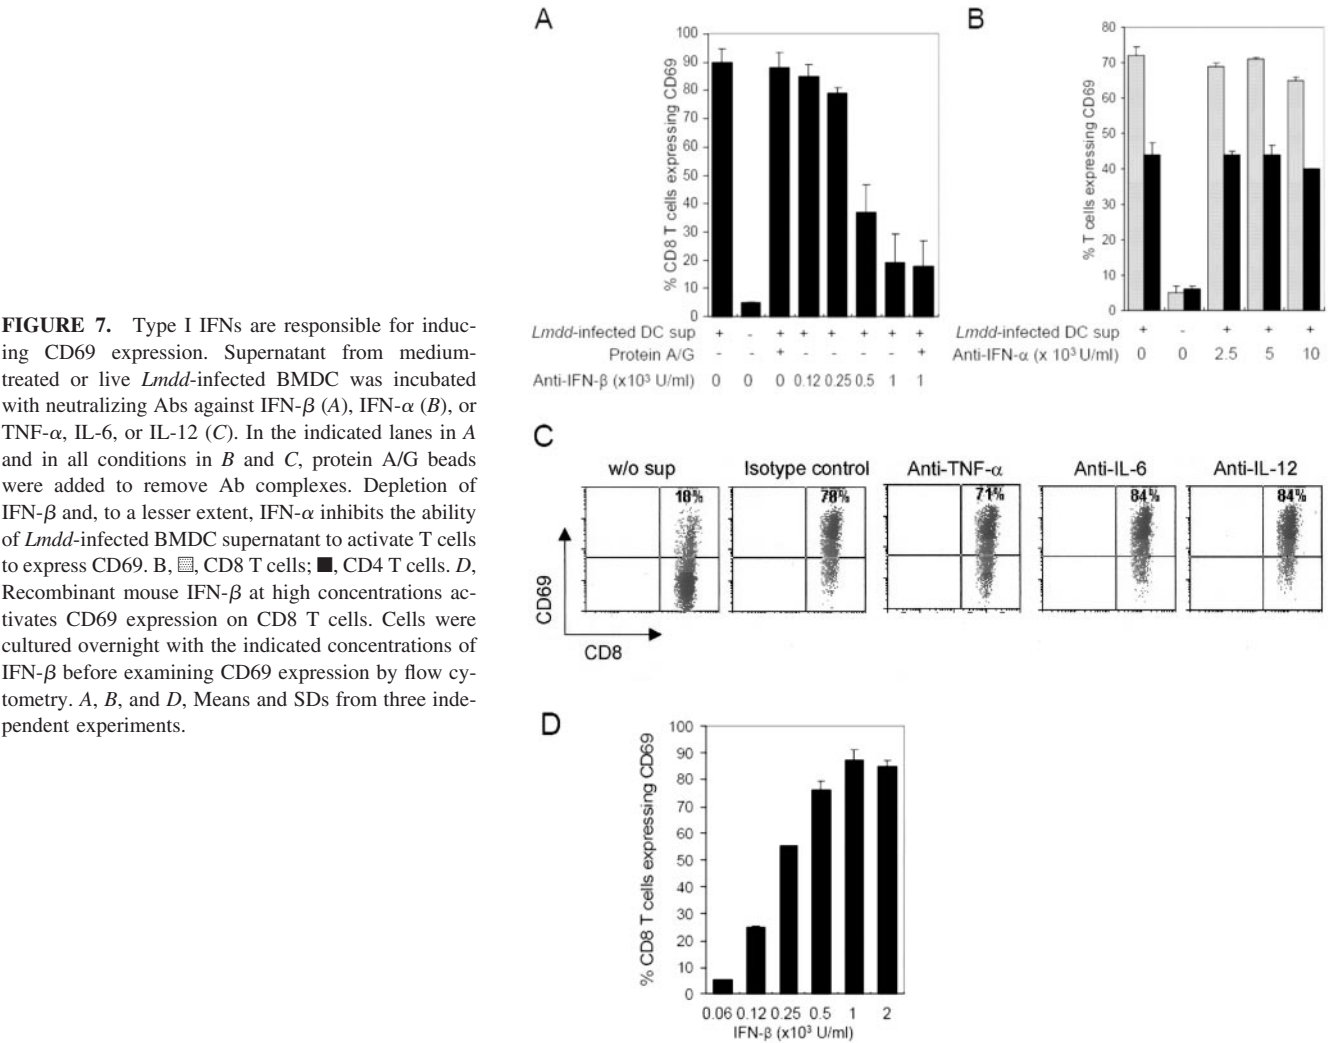 FIGURE 7. Type I IFNs are responsible for induc-
ing CD69 expression. Supernatant from medium-
treated or live Lmdd-infected BMDC was incubated
with neutralizing Abs against IFN-β (A), IFN-α (B), or
TNF-α, IL-6, or IL-12 (C). In the indicated lanes in A
and in all conditions in B and C, protein A/G beads
were added to remove Ab complexes. Depletion of
IFN-β and, to a lesser extent, IFN-α inhibits the ability
of Lmdd-infected BMDC supernatant to activate T cells
to express CD69. B, ▒, CD8 T cells; ■, CD4 T cells. D,
Recombinant mouse IFN-β at high concentrations ac-
tivates CD69 expression on CD8 T cells. Cells were
cultured overnight with the indicated concentrations of
IFN-β before examining CD69 expression by flow cy-
tometry. A, B, and D, Means and SDs from three inde-
pendent experiments.
A
% CD8 T cells expressing CD69
100
90
80
70
60
50
40
30
20
10
0
Lmdd-infected DC sup + - + + + + + +
Protein A/G - - + - - - - +
Anti-IFN-β (x10³ U/ml) 0 0 0 0.12 0.25 0.5 1 1
B
% T cells expressing CD69
80
70
60
50
40
30
20
10
0
Lmdd-infected DC sup + - + + +
Anti-IFN-α (x 10³ U/ml) 0 0 2.5 5 10
C
w/o sup Isotype control Anti-TNF-α Anti-IL-6 Anti-IL-12
18% 78% 71% 84% 84%
CD69
CD8
D
% CD8 T cells expressing CD69
100
90
80
70
60
50
40
30
20
10
0
0.06 0.12 0.25 0.5 1 2
IFN-β (x10³ U/ml)